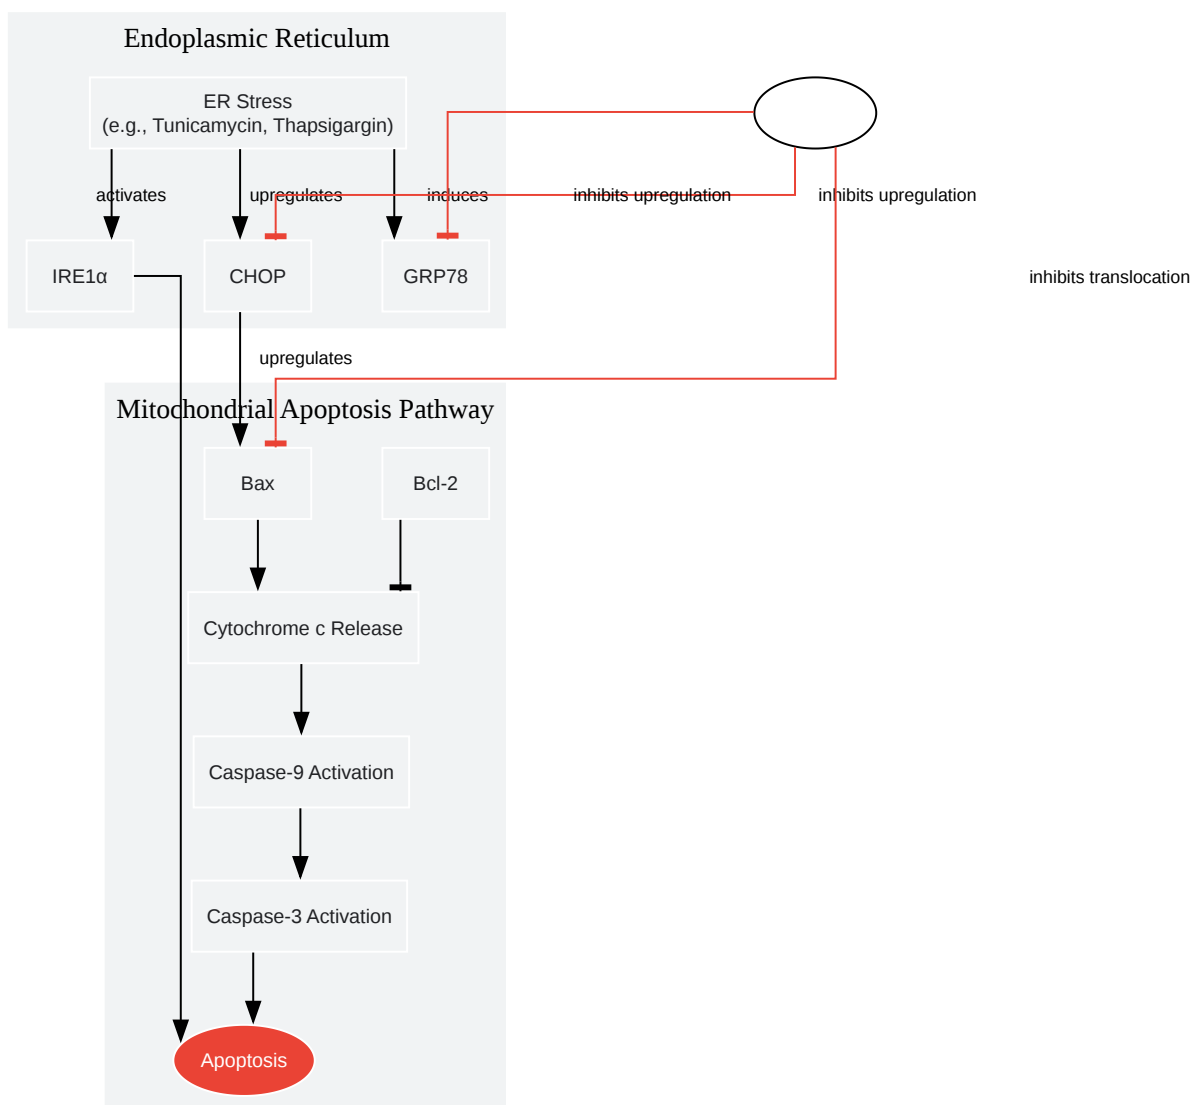 Endoplasmic Reticulum
ER Stress
(e.g., Tunicamycin, Thapsigargin)
activates
upregulates
induces
inhibits upregulation
inhibits upregulation
IRE1α
CHOP
GRP78
inhibits translocation
upregulates
Mitochondrial Apoptosis Pathway
Bax
Bcl-2
Cytochrome c Release
Caspase-9 Activation
Caspase-3 Activation
Apoptosis